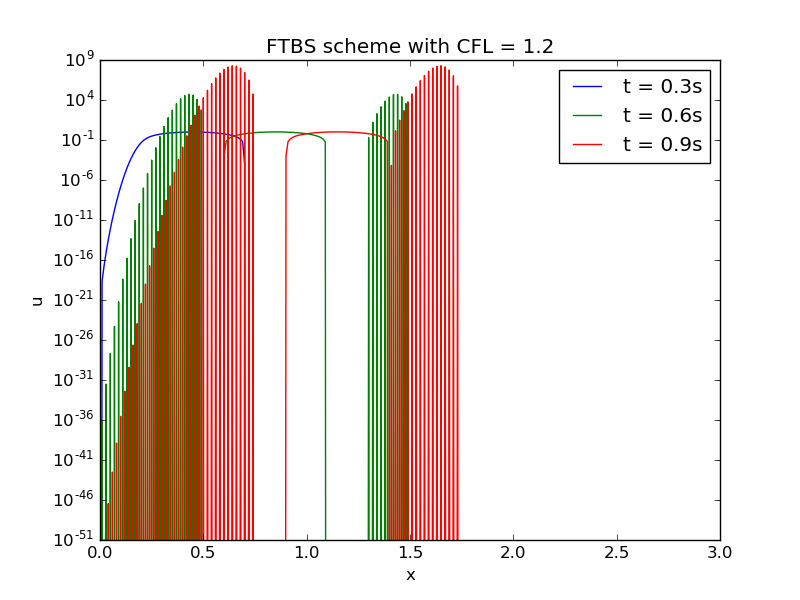 FTBS scheme with CFL = 1.2
t = 0.3s
t = 0.6s
t = 0.9s
10^9
10^4
10^-1
10^-6
10^-11
10^-16
10^-21
10^-26
10^-31
10^-36
10^-41
10^-46
10^-51
u
0.0 0.5 1.0 1.5 2.0 2.5 3.0
x